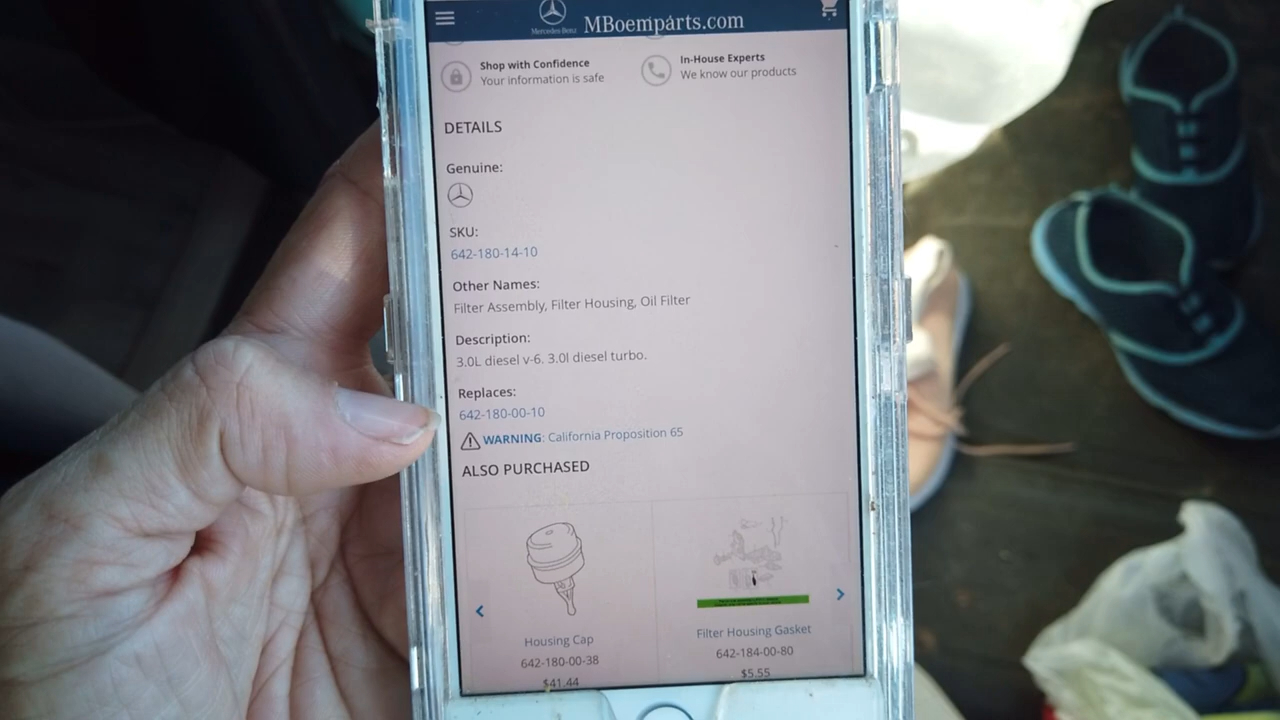 Mercedes-Benz
MBoemparts.com
Shop with Confidence
Your information is safe
In-House Experts
We know our products
DETAILS
Genuine:
SKU:
642-180-14-10
Other Names:
Filter Assembly, Filter Housing, Oil Filter
Description:
3.0L diesel v-6. 3.0l diesel turbo.
Replaces:
642-180-00-10
WARNING: California Proposition 65
ALSO PURCHASED
Housing Cap
642-180-00-38
$41.44
Filter Housing Gasket
642-184-00-80
$5.55